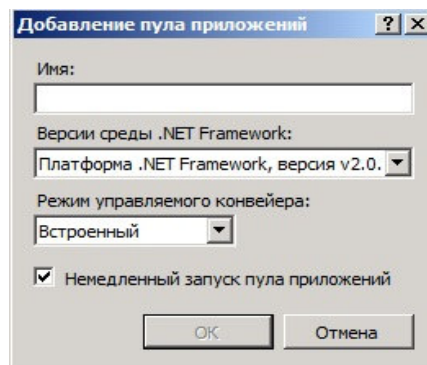 Добавление пула приложений
Имя:
Версии среды .NET Framework:
Платформа .NET Framework, версия v2.0.
Режим управляемого конвейера:
Встроенный
Немедленный запуск пула приложений
ОК
Отмена